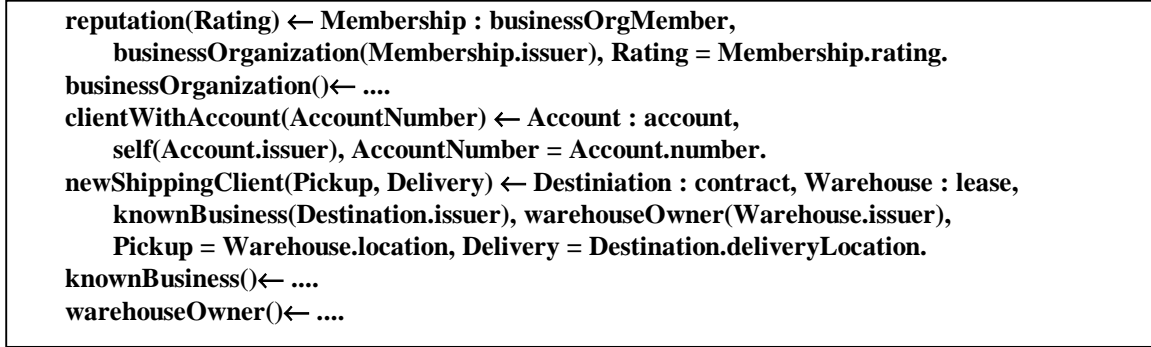 reputation(Rating) ← Membership : businessOrgMember,
businessOrganization(Membership.issuer), Rating = Membership.rating.
businessOrganization()← ....
clientWithAccount(AccountNumber) ← Account : account,
self(Account.issuer), AccountNumber = Account.number.
newShippingClient(Pickup, Delivery) ← Destiniation : contract, Warehouse : lease,
knownBusiness(Destination.issuer), warehouseOwner(Warehouse.issuer),
Pickup = Warehouse.location, Delivery = Destination.deliveryLocation.
knownBusiness()← ....
warehouseOwner()← ....